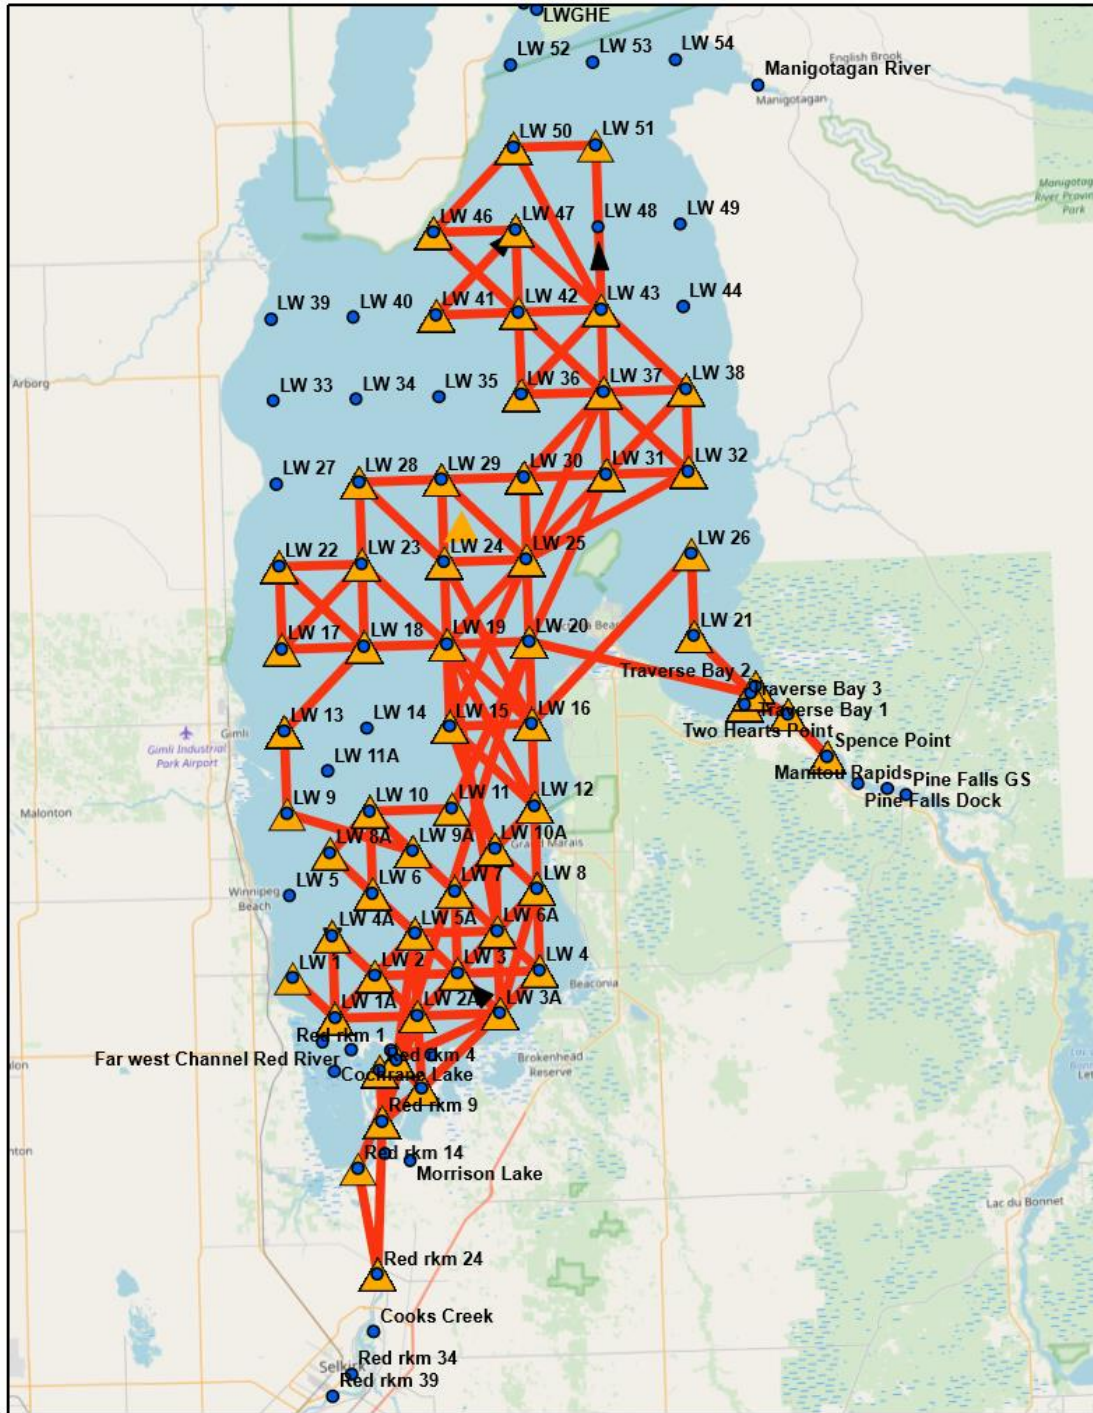 LWGHE
LW 52
LW 53
LW 54
English Brook
Manigotagan River
Manigotagan
LW 50
LW 51
LW 46
LW 47
LW 48
LW 49
LW 39
LW 40
LW 41
LW 42
LW 43
LW 44
Arborg
LW 33
LW 34
LW 35
LW 36
LW 37
LW 38
LW 27
LW 28
LW 29
LW 30
LW 31
LW 32
LW 22
LW 23
LW 24
LW 25
LW 26
LW 17
LW 18
LW 19
LW 20
LW 21
Traverse Bay 2
Traverse Bay 3
Traverse Bay 1
Two Hearts Point
Spence Point
Manitou Rapids
Pine Falls GS
Pine Falls Dock
LW 13
LW 14
LW 15
LW 16
Gimli
Gimli Industrial
Park Airport
LW 11A
Malonton
LW 9
LW 10
LW 11
LW 12
LW 8A
LW 9A
LW 10A
Grand Marais
LW 5
LW 6
LW 7
LW 8
Winnipeg
Beach
LW 4A
LW 5A
LW 6A
LW 1
LW 2
LW 3
LW 4
Beaconia
LW 1A
LW 2A
LW 3A
Red rkm 1
Red rkm 4
Far west Channel Red River
Cochrane Lake
Brokenhead
Reserve
Red rkm 9
Red rkm 14
Morrison Lake
Lac du Bonnet
Red rkm 24
Cooks Creek
Red rkm 34
Selkirk
Red rkm 39